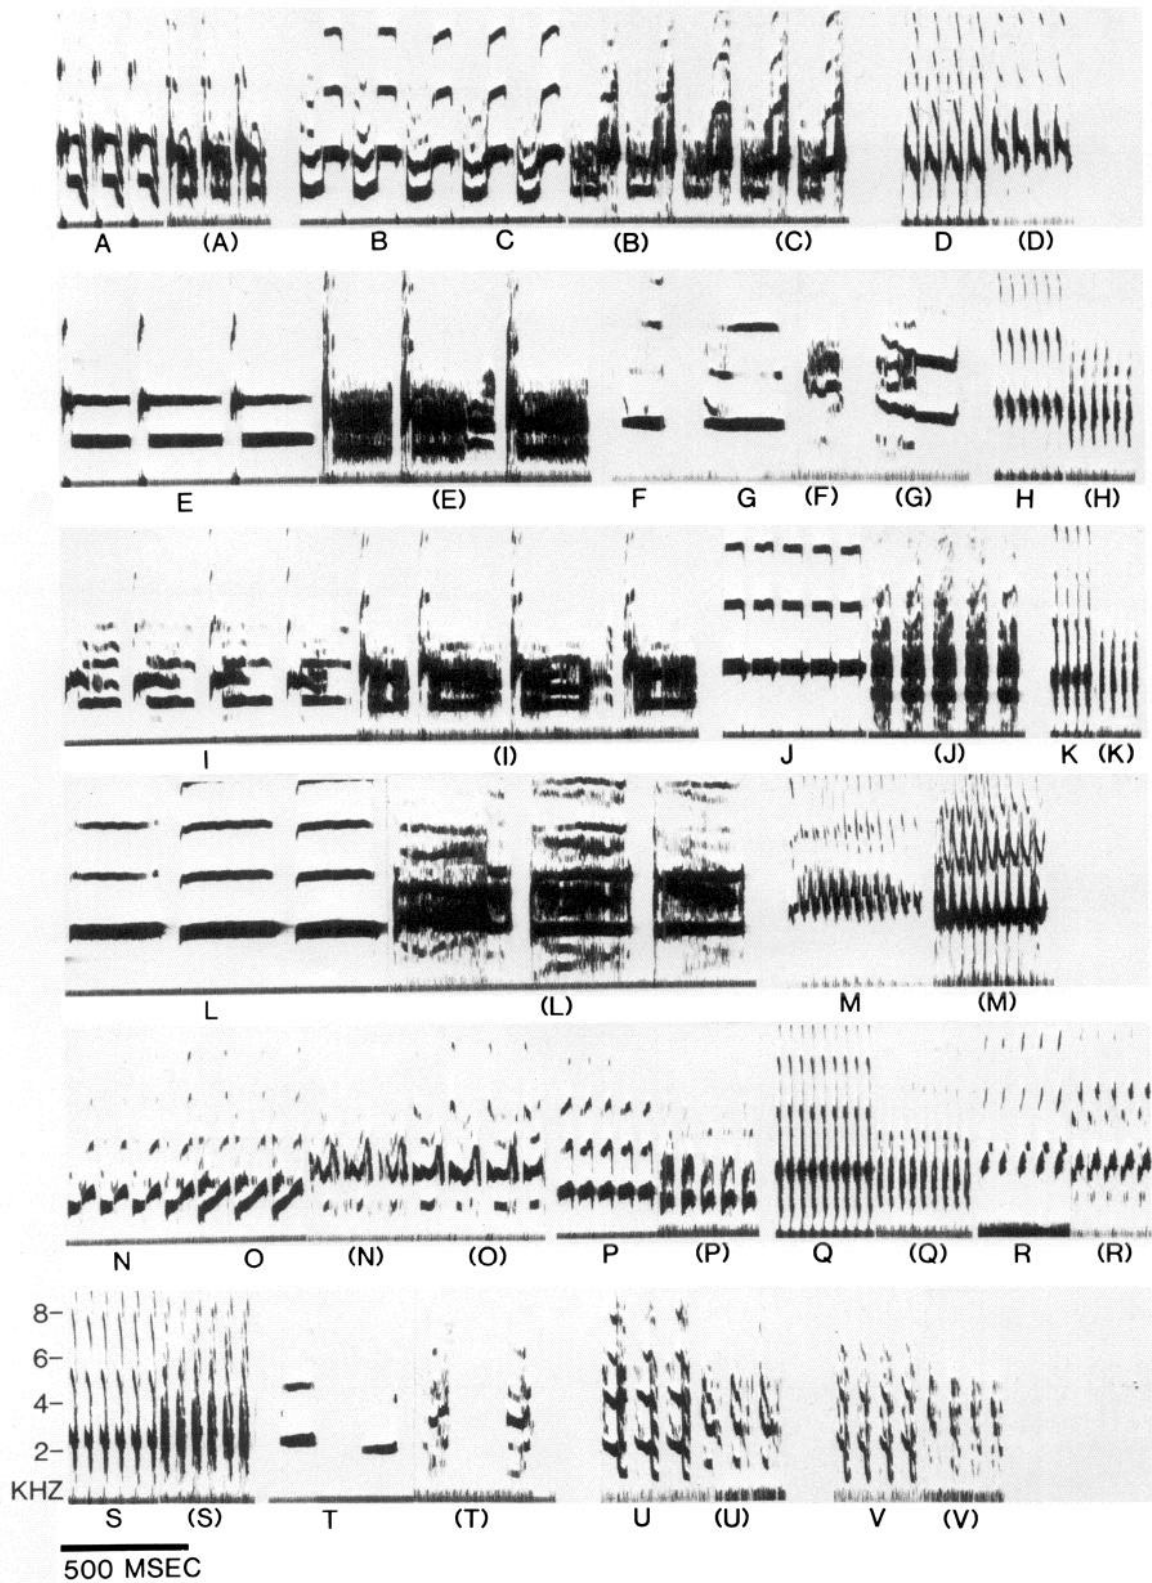 A (A) B C (B) (C) D (D)
E (E) F G (F) (G) H (H)
I (I) J (J) K (K)
L (L) M (M)
N O (N) (O) P (P) Q (Q) R (R)
8-
6-
4-
2-
KHZ
S (S) T (T) U (U) V (V)
500 MSEC